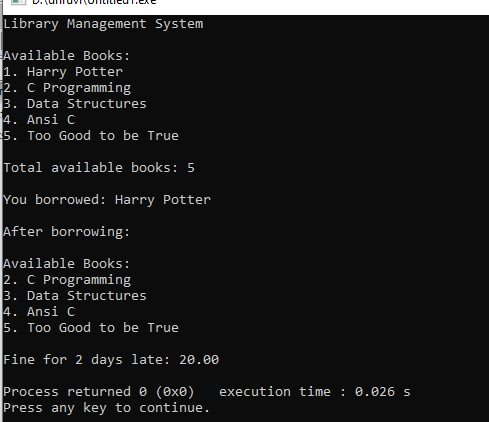 Library Management System
Available Books:
1. Harry Potter
2. C Programming
3. Data Structures
4. Ansi C
5. Too Good to be True
Total available books: 5
You borrowed: Harry Potter
After borrowing:
Available Books:
2. C Programming
3. Data Structures
4. Ansi C
5. Too Good to be True
Fine for 2 days late: 20.00
Process returned 0 (0x0)   execution time : 0.026 s
Press any key to continue.